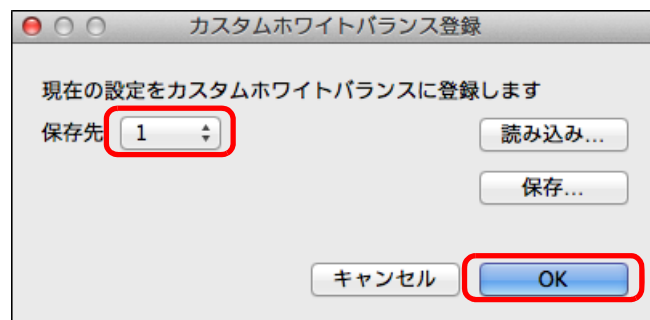 カスタムホワイトバランス登録
現在の設定をカスタムホワイトバランスに登録します
保存先 1 読み込み...
保存...
キャンセル OK